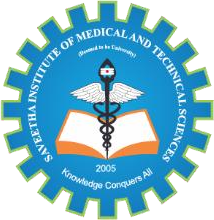 SAVEETHA INSTITUTE OF MEDICAL AND TECHNICAL SCIENCES
(Deemed to be University)
2005
Knowledge Conquers All